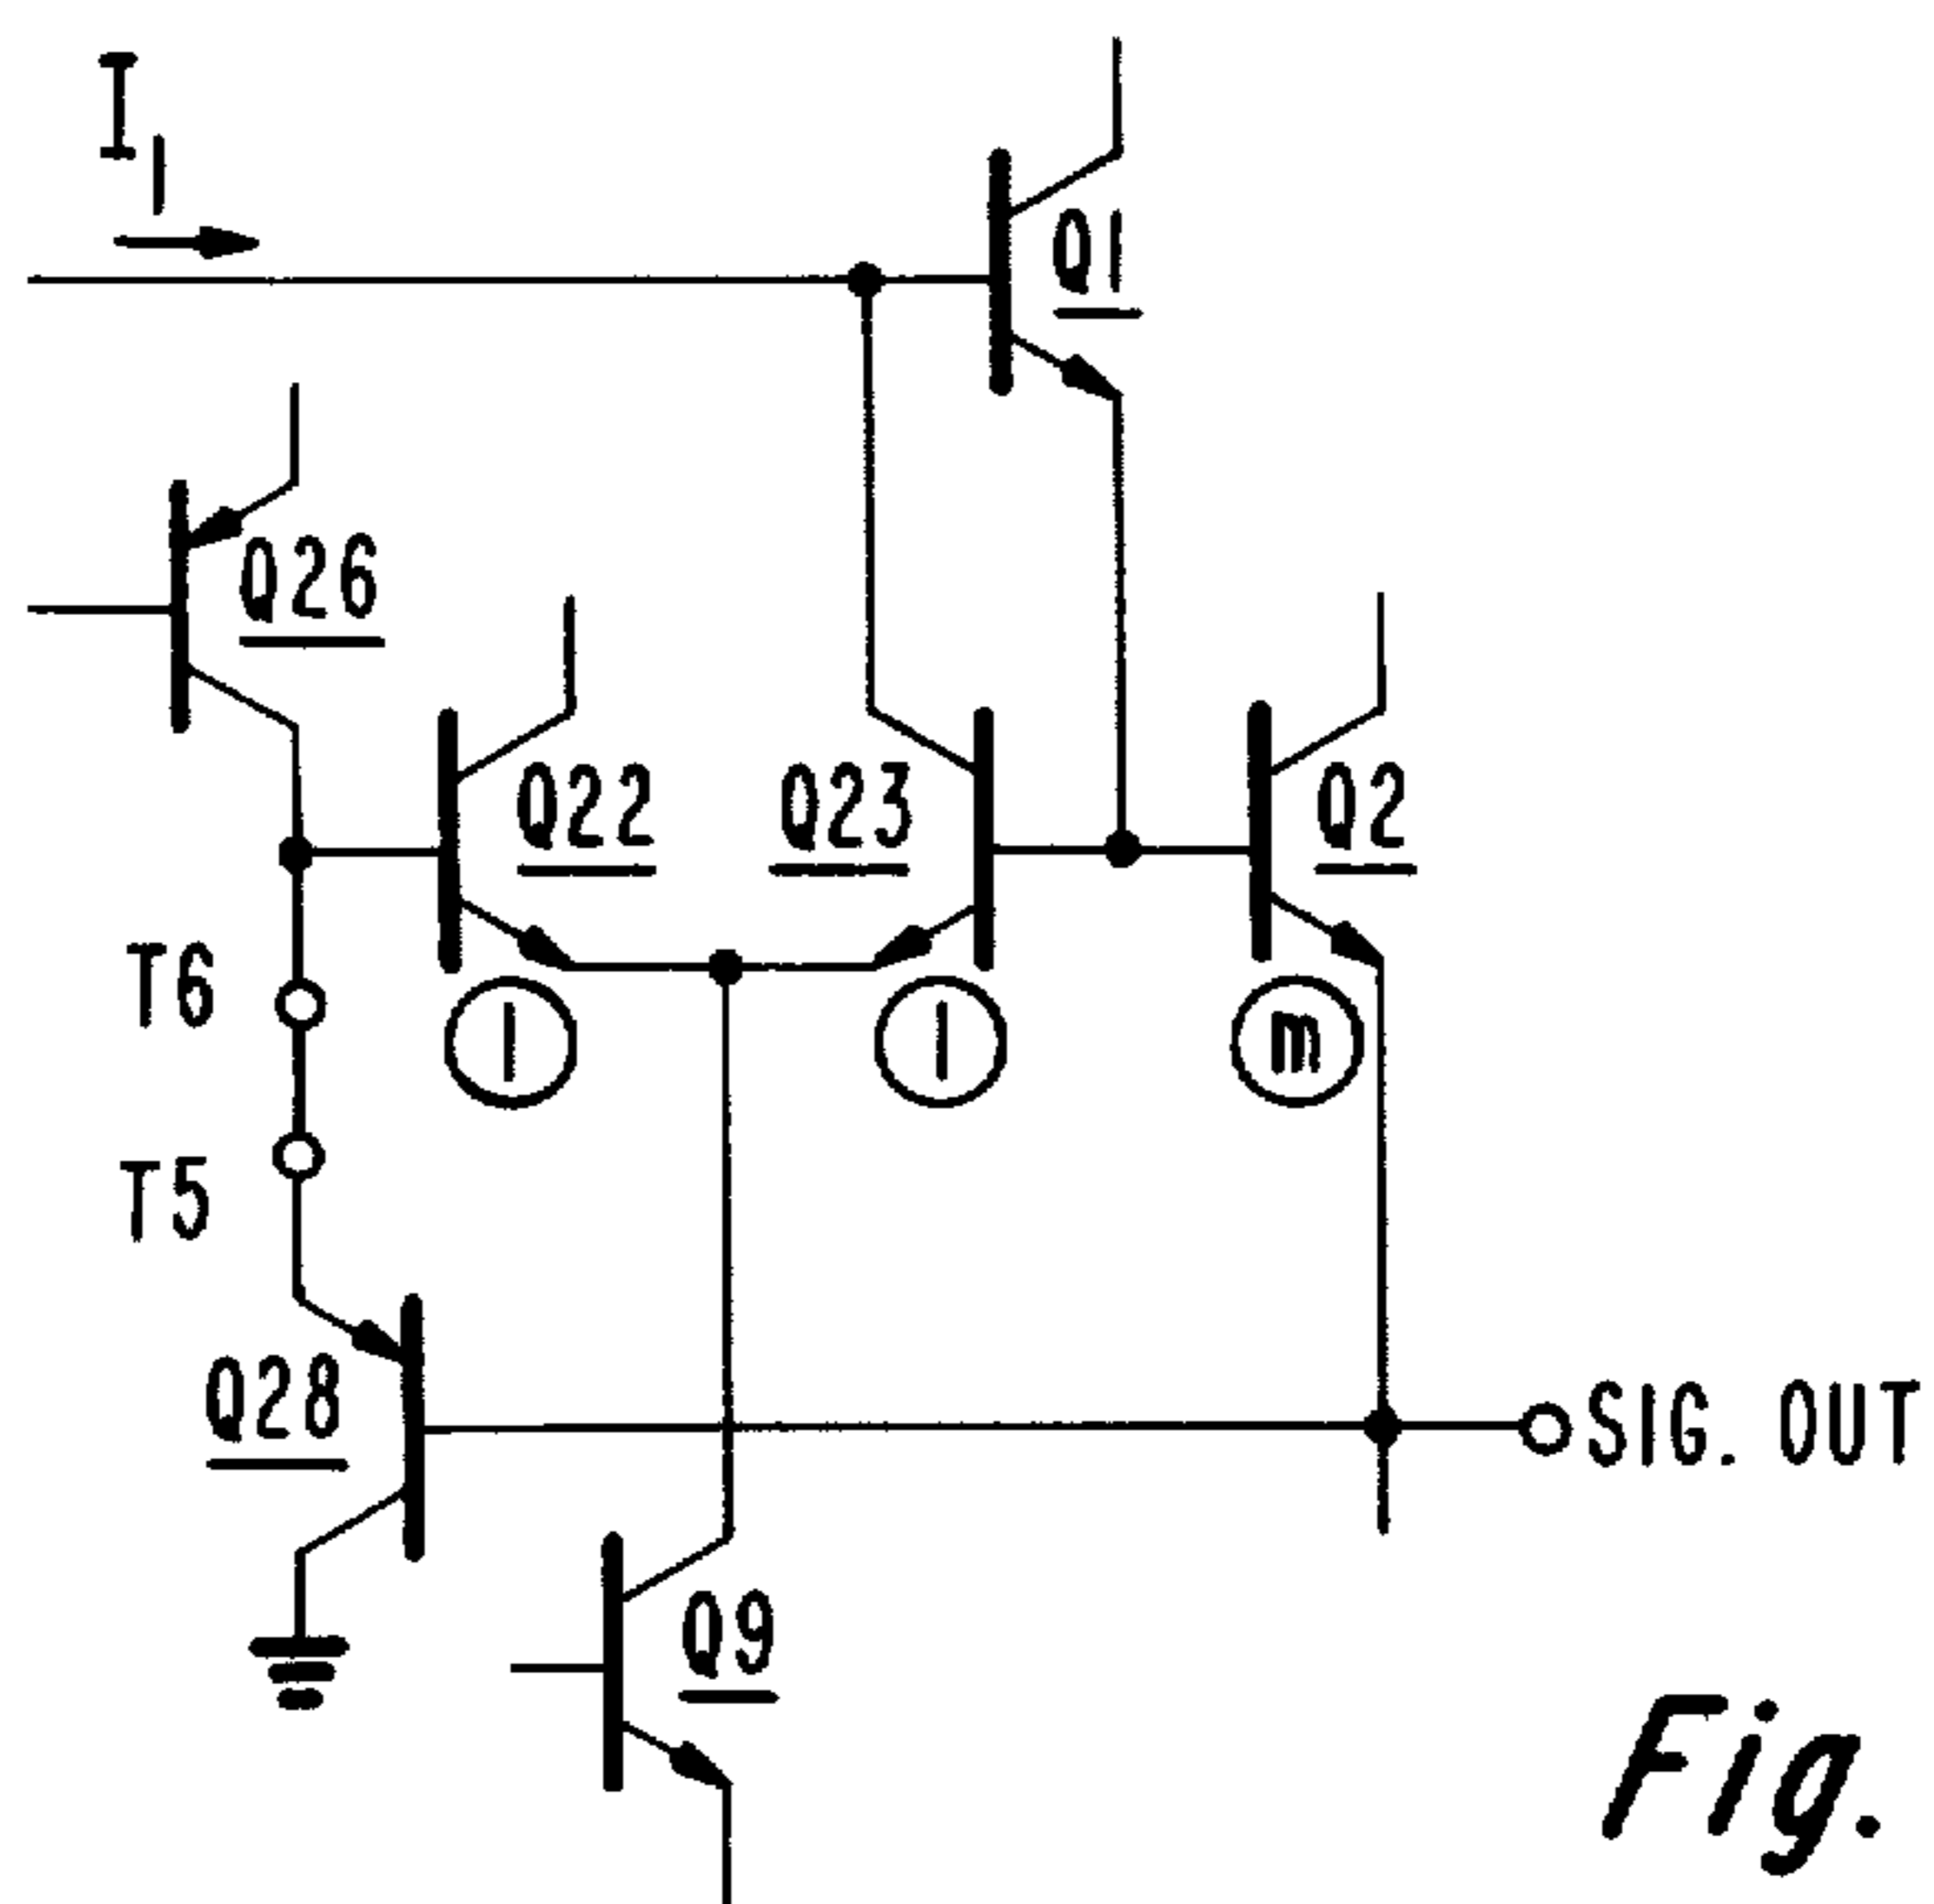 I1
Q1
Q26
Q22 Q23 Q2
T6
1 1 m
T5
Q28
SIG. OUT
Q9
Fig.